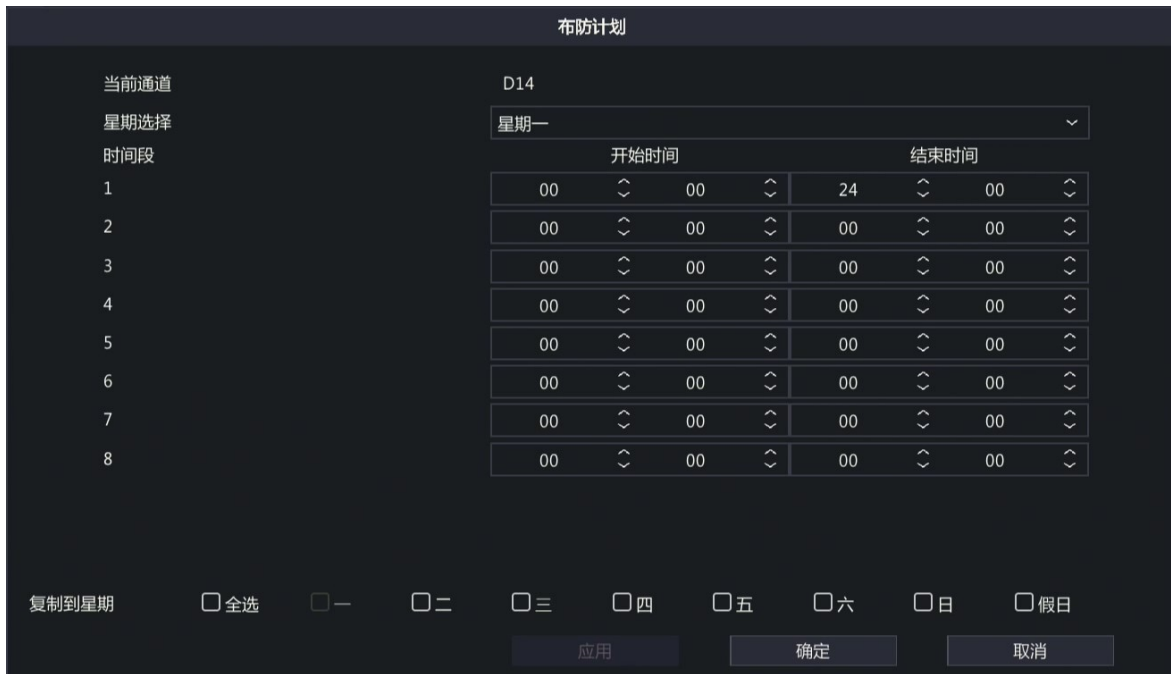 布防计划
当前通道 D14
星期选择 星期一
时间段 开始时间 结束时间
1 00 00 24 00
2 00 00 00 00
3 00 00 00 00
4 00 00 00 00
5 00 00 00 00
6 00 00 00 00
7 00 00 00 00
8 00 00 00 00
复制到星期 全选 一 二 三 四 五 六 日 假日
应用 确定 取消